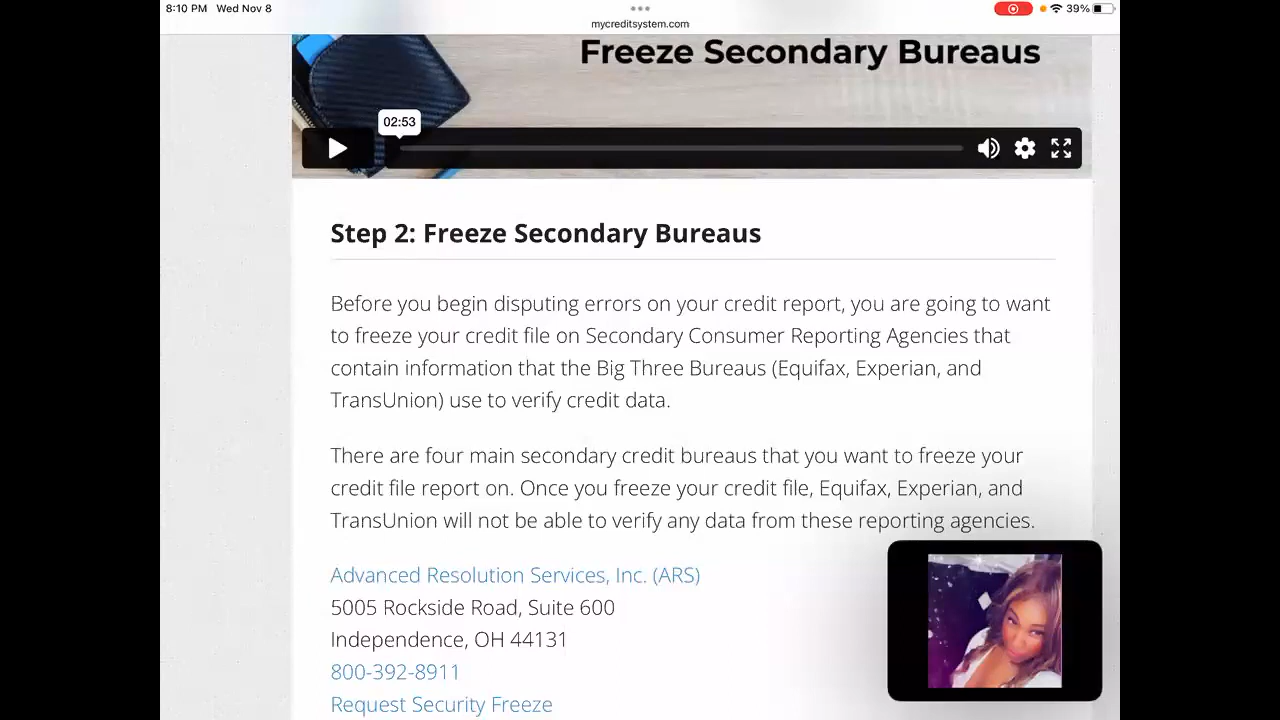 8:10 PM Wed Nov 8
39%
mycreditsystem.com
Freeze Secondary Bureaus
02:53
Step 2: Freeze Secondary Bureaus
Before you begin disputing errors on your credit report, you are going to want
to freeze your credit file on Secondary Consumer Reporting Agencies that
contain information that the Big Three Bureaus (Equifax, Experian, and
TransUnion) use to verify credit data.
There are four main secondary credit bureaus that you want to freeze your
credit file report on. Once you freeze your credit file, Equifax, Experian, and
TransUnion will not be able to verify any data from these reporting agencies.
Advanced Resolution Services, Inc. (ARS)
5005 Rockside Road, Suite 600
Independence, OH 44131
800-392-8911
Request Security Freeze